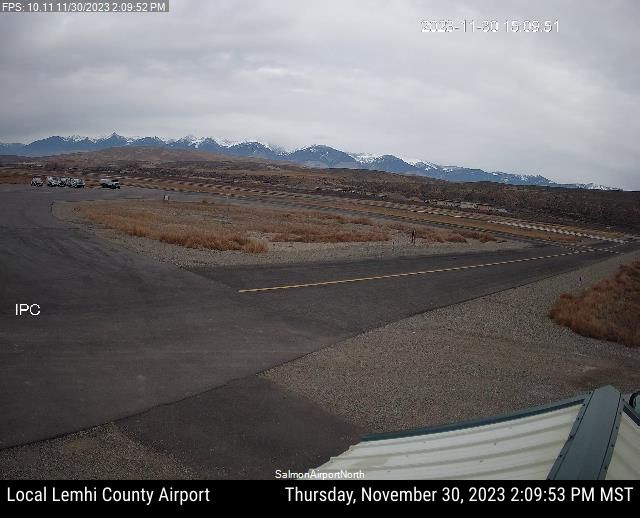 FPS: 10.11 11/30/2023 2:09:52 PM
2023-11-30 15:09:51
IPC
SalmonAirportNorth
Local Lemhi County Airport Thursday, November 30, 2023 2:09:53 PM MST